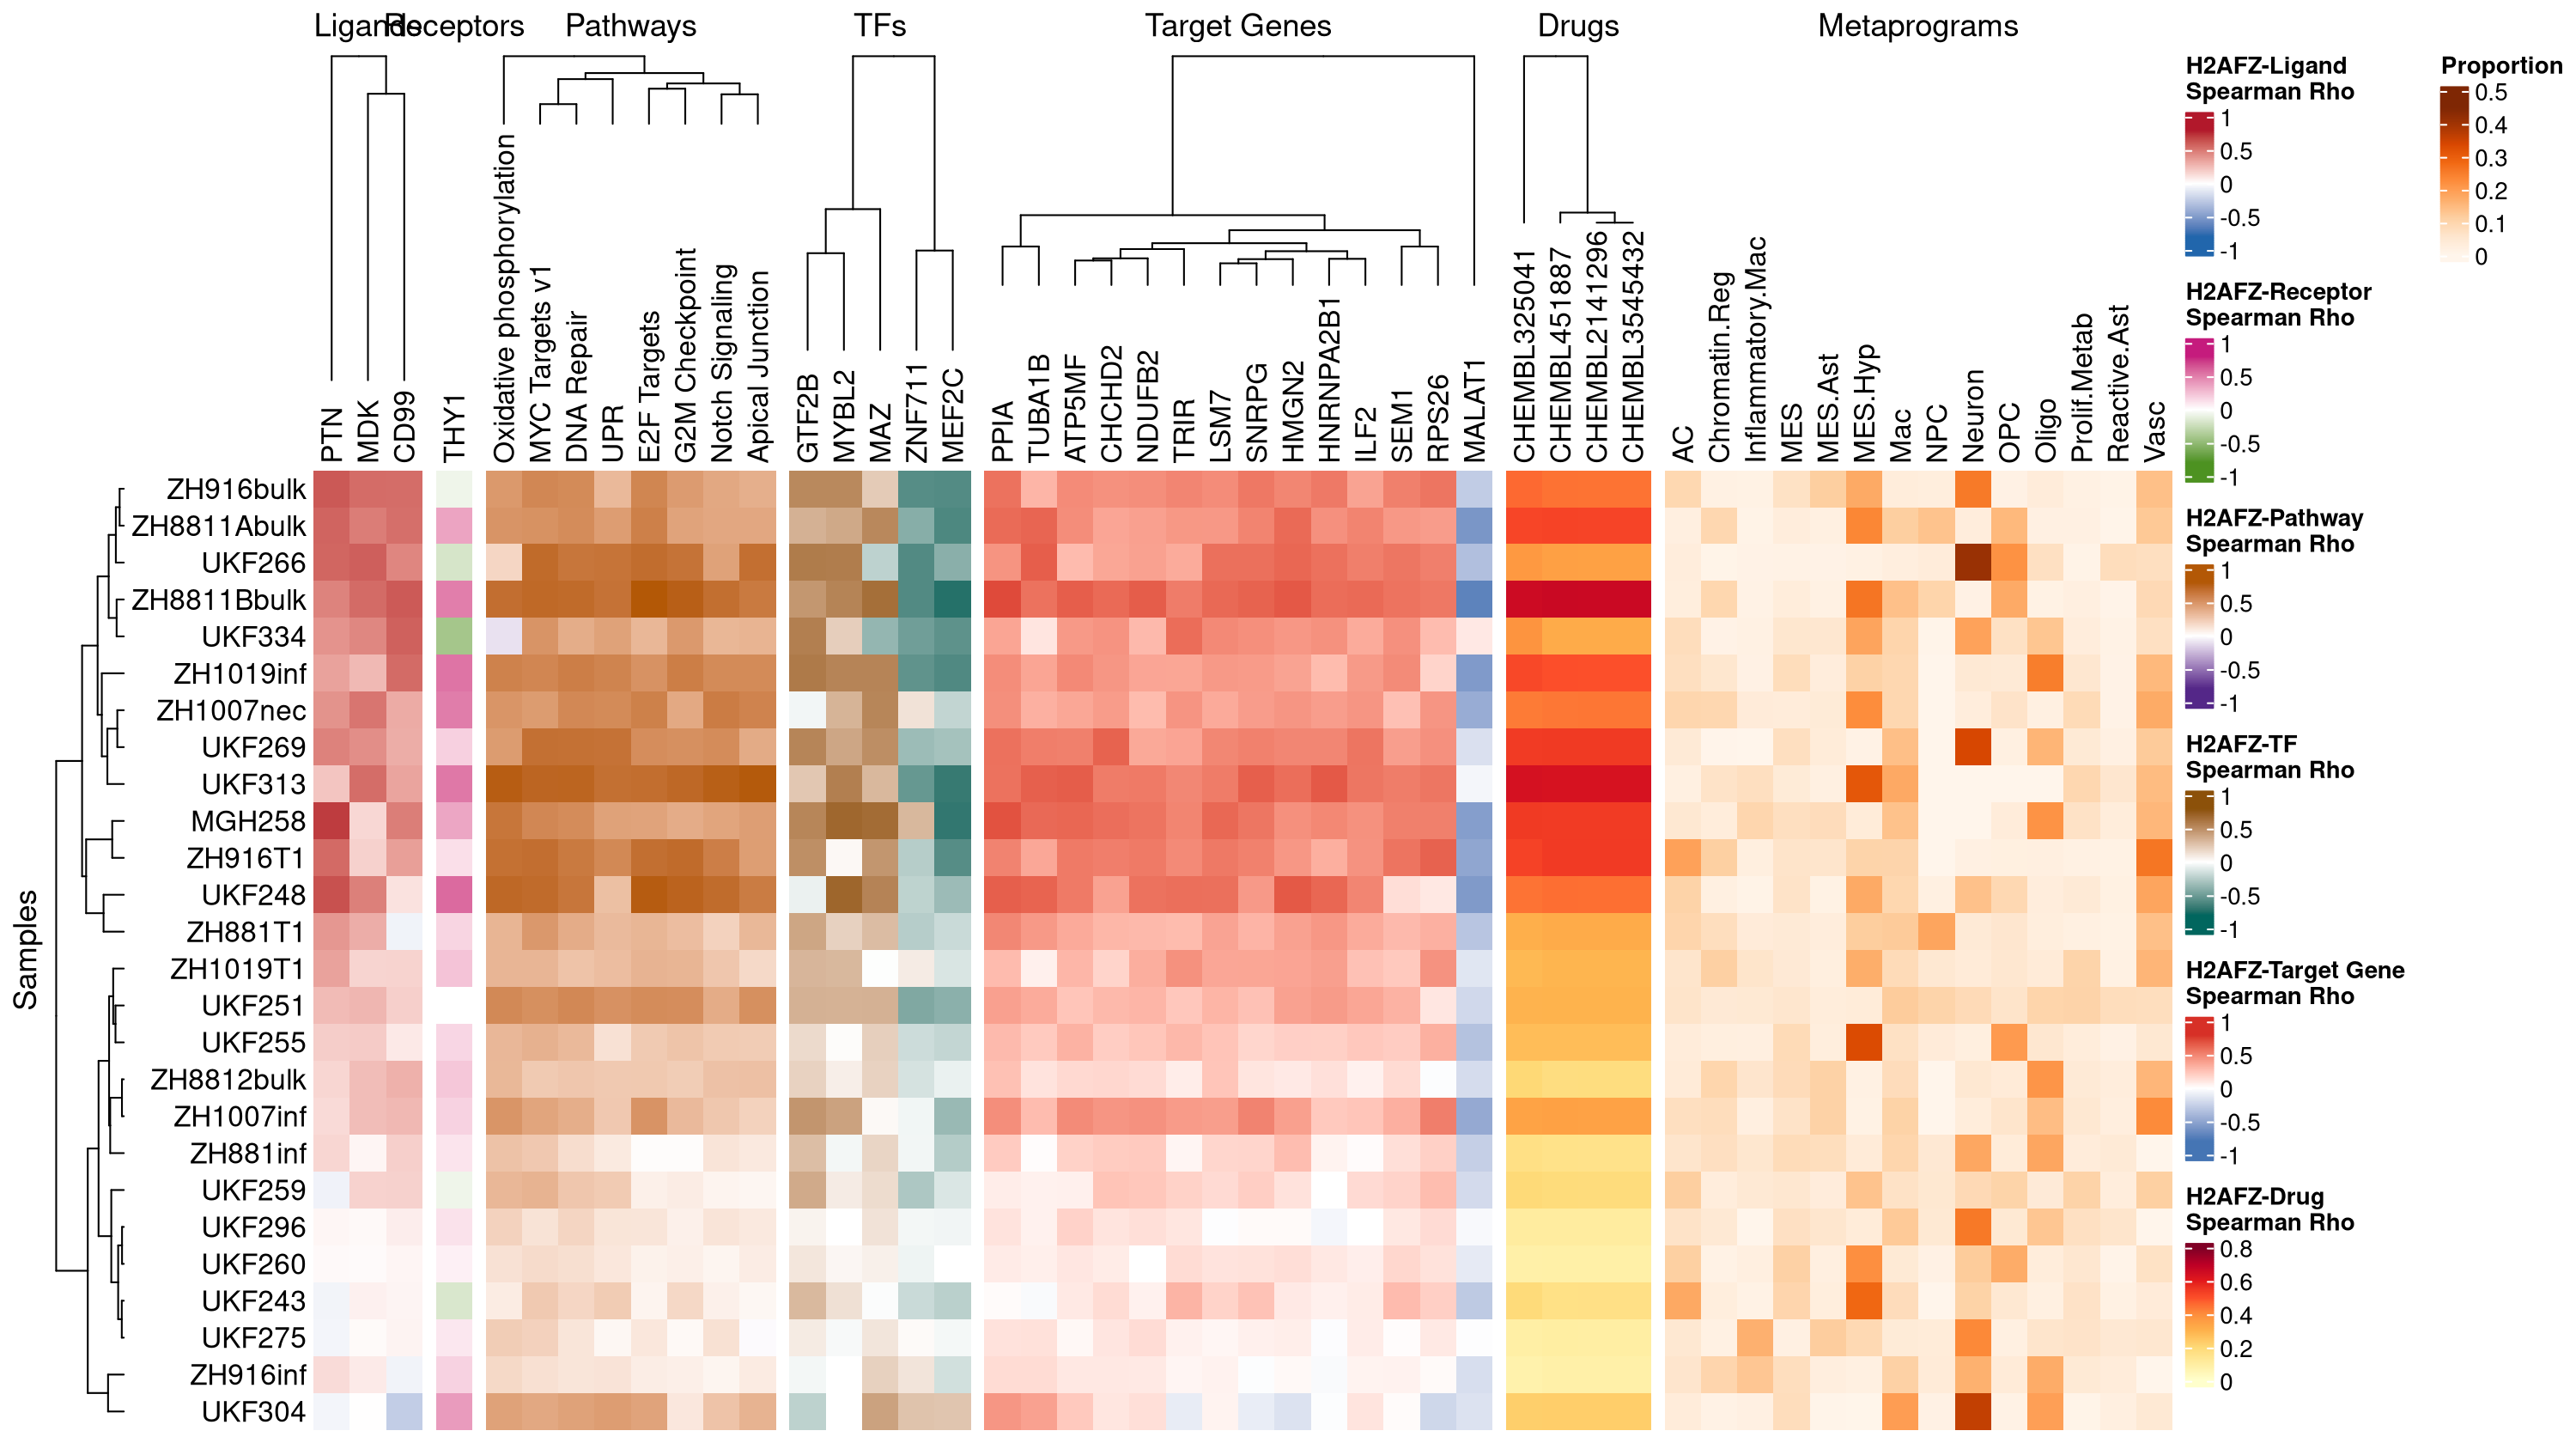 Ligands Receptors Pathways TFs Target Genes Drugs Metaprograms
PTN
MDK
CD99
THY1
Oxidative phosphorylation
MYC Targets v1
DNA Repair
UPR
E2F Targets
G2M Checkpoint
Notch Signaling
Apical Junction
GTF2B
MYBL2
MAZ
ZNF711
MEF2C
PPIA
TUBA1B
ATP5MF
CHCHD2
NDUFB2
TRIR
LSM7
SNRPG
HMGN2
HNRNPA2B1
ILF2
SEM1
RPS26
MALAT1
CHEMBL325041
CHEMBL451887
CHEMBL2141296
CHEMBL3545432
AC
Chromatin.Reg
Inflammatory.Mac
MES
MES.Ast
MES.Hyp
Mac
NPC
Neuron
OPC
Oligo
Prolif.Metab
Reactive.Ast
Vasc
Samples
ZH916bulk
ZH8811Abulk
UKF266
ZH8811Bbulk
UKF334
ZH1019inf
ZH1007nec
UKF269
UKF313
MGH258
ZH916T1
UKF248
ZH881T1
ZH1019T1
UKF251
UKF255
ZH8812bulk
ZH1007inf
ZH881inf
UKF259
UKF296
UKF260
UKF243
UKF275
ZH916inf
UKF304
H2AFZ-Ligand
Spearman Rho
1
0.5
0
-0.5
-1
H2AFZ-Receptor
Spearman Rho
1
0.5
0
-0.5
-1
H2AFZ-Pathway
Spearman Rho
1
0.5
0
-0.5
-1
H2AFZ-TF
Spearman Rho
1
0.5
0
-0.5
-1
H2AFZ-Target Gene
Spearman Rho
1
0.5
0
-0.5
-1
H2AFZ-Drug
Spearman Rho
0.8
0.6
0.4
0.2
0
Proportion
0.5
0.4
0.3
0.2
0.1
0